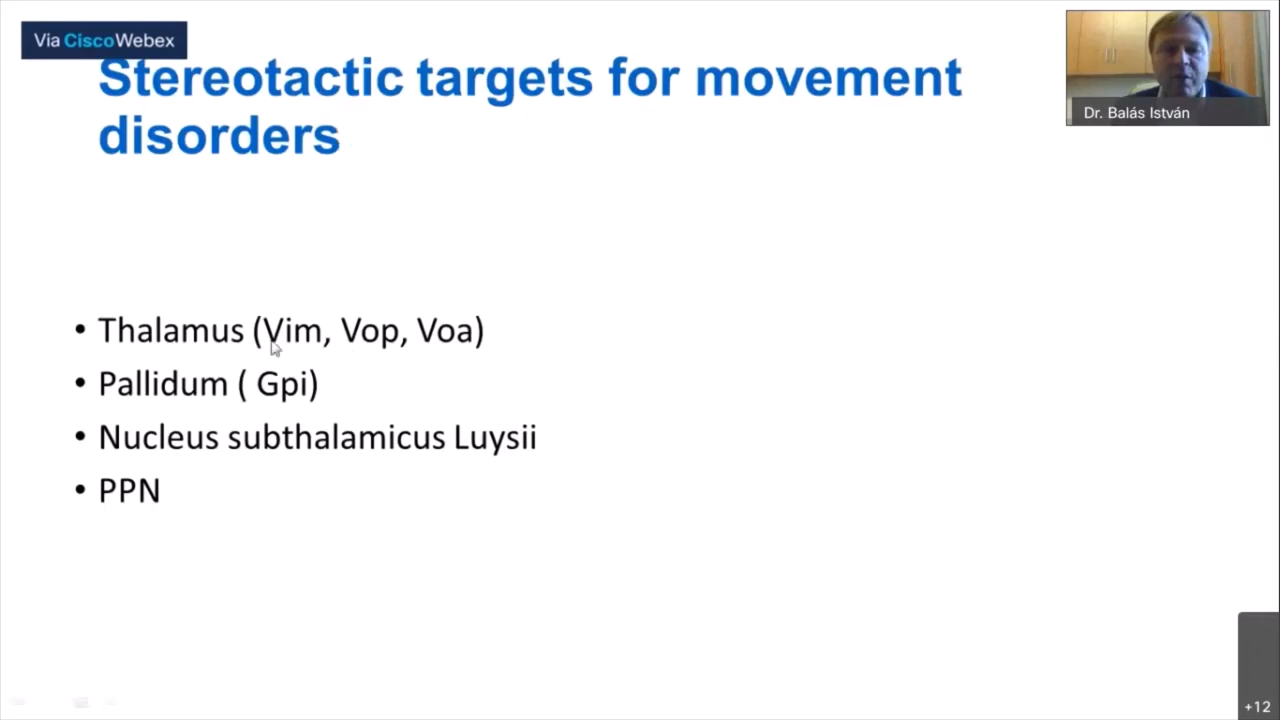 Via CiscoWebex
Stereotactic targets for movement
disorders
Dr. Balás István
• Thalamus (Vim, Vop, Voa)
• Pallidum ( Gpi)
• Nucleus subthalamicus Luysii
• PPN
+12